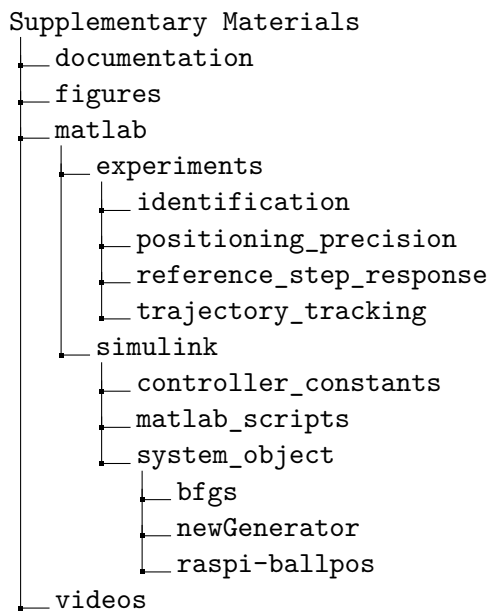 Supplementary Materials
documentation
figures
matlab
experiments
identification
positioning_precision
reference_step_response
trajectory_tracking
simulink
controller_constants
matlab_scripts
system_object
bfgs
newGenerator
raspi-ballpos
videos